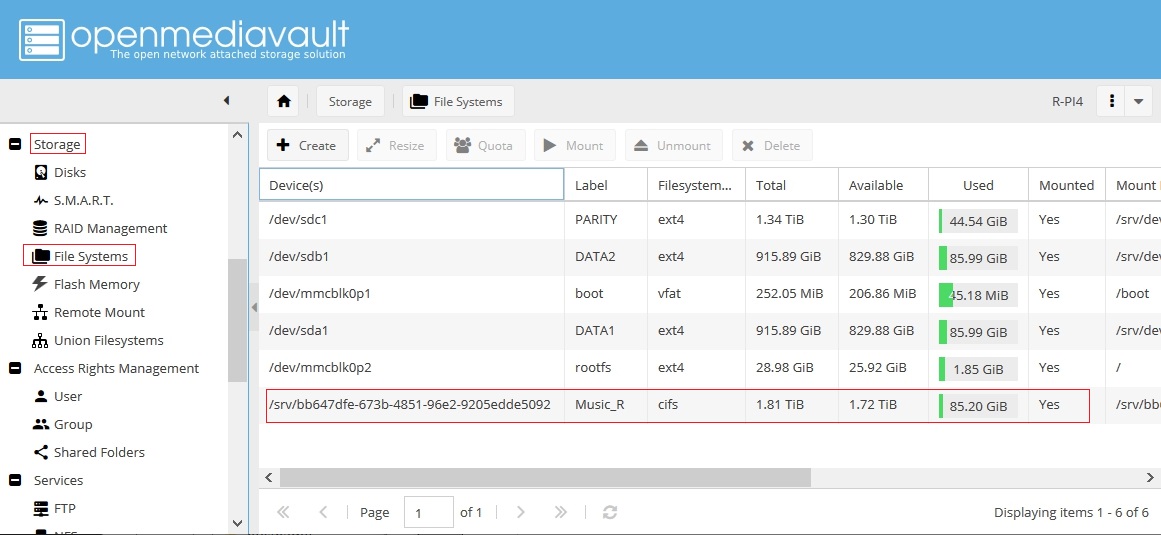 openmediavault
The open network attached storage solution
Storage
File Systems
R-PI4
Storage
Disks
S.M.A.R.T.
RAID Management
File Systems
Flash Memory
Remote Mount
Union Filesystems
Access Rights Management
User
Group
Shared Folders
Services
FTP
Create Resize Quota Mount Unmount Delete
Device(s) Label Filesystem... Total Available Used Mounted Mount
/dev/sdc1 PARITY ext4 1.34 TiB 1.30 TiB 44.54 GiB Yes /srv/dev
/dev/sdb1 DATA2 ext4 915.89 GiB 829.88 GiB 85.99 GiB Yes /srv/dev
/dev/mmcblk0p1 boot vfat 252.05 MiB 206.86 MiB 45.18 MiB Yes /boot
/dev/sda1 DATA1 ext4 915.89 GiB 829.88 GiB 85.99 GiB Yes /srv/dev
/dev/mmcblk0p2 rootfs ext4 28.98 GiB 25.92 GiB 1.85 GiB Yes /
/srv/bb647dfe-673b-4851-96e2-9205edde5092 Music_R cifs 1.81 TiB 1.72 TiB 85.20 GiB Yes /srv/bb6
Page 1 of 1
Displaying items 1 - 6 of 6